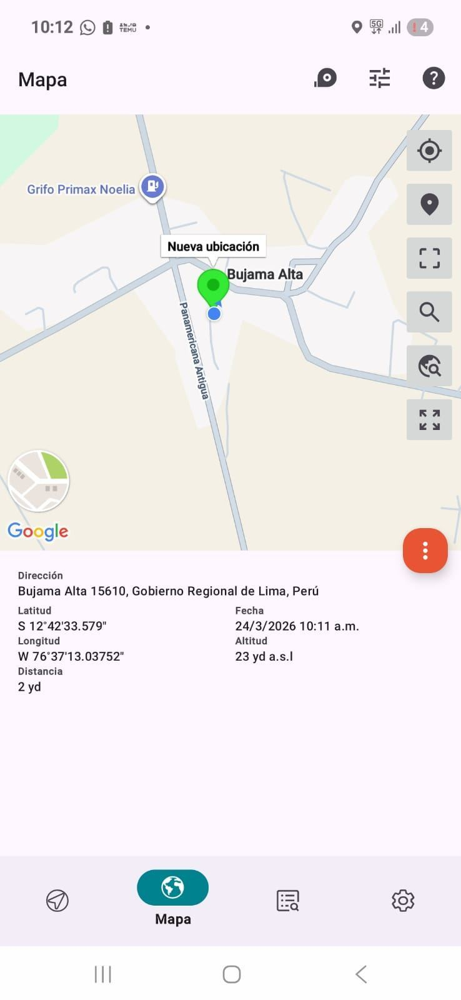 10:12
TEMU
5G
4
Mapa
Grifo Primax Noelia
Nueva ubicación
Bujama Alta
Panamericana Antigua
Google
Dirección
Bujama Alta 15610, Gobierno Regional de Lima, Perú
Latitud
Fecha
S 12°42'33.579"
24/3/2026 10:11 a.m.
Longitud
Altitud
W 76°37'13.03752"
23 yd a.s.l
Distancia
2 yd
Mapa